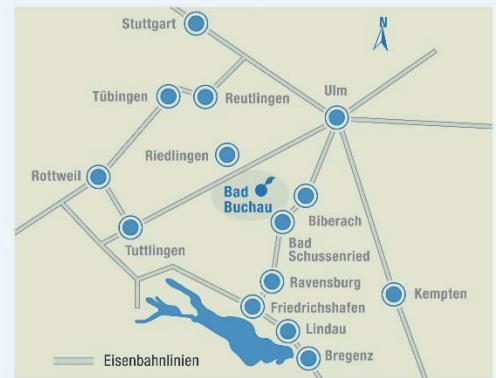 Stuttgart
N
Ulm
Tübingen
Reutlingen
Riedlingen
Rottweil
Bad
Buchau
Biberach
Bad
Schussenried
Tuttlingen
Ravensburg
Kempten
Friedrichshafen
Lindau
Bregenz
Eisenbahnlinien